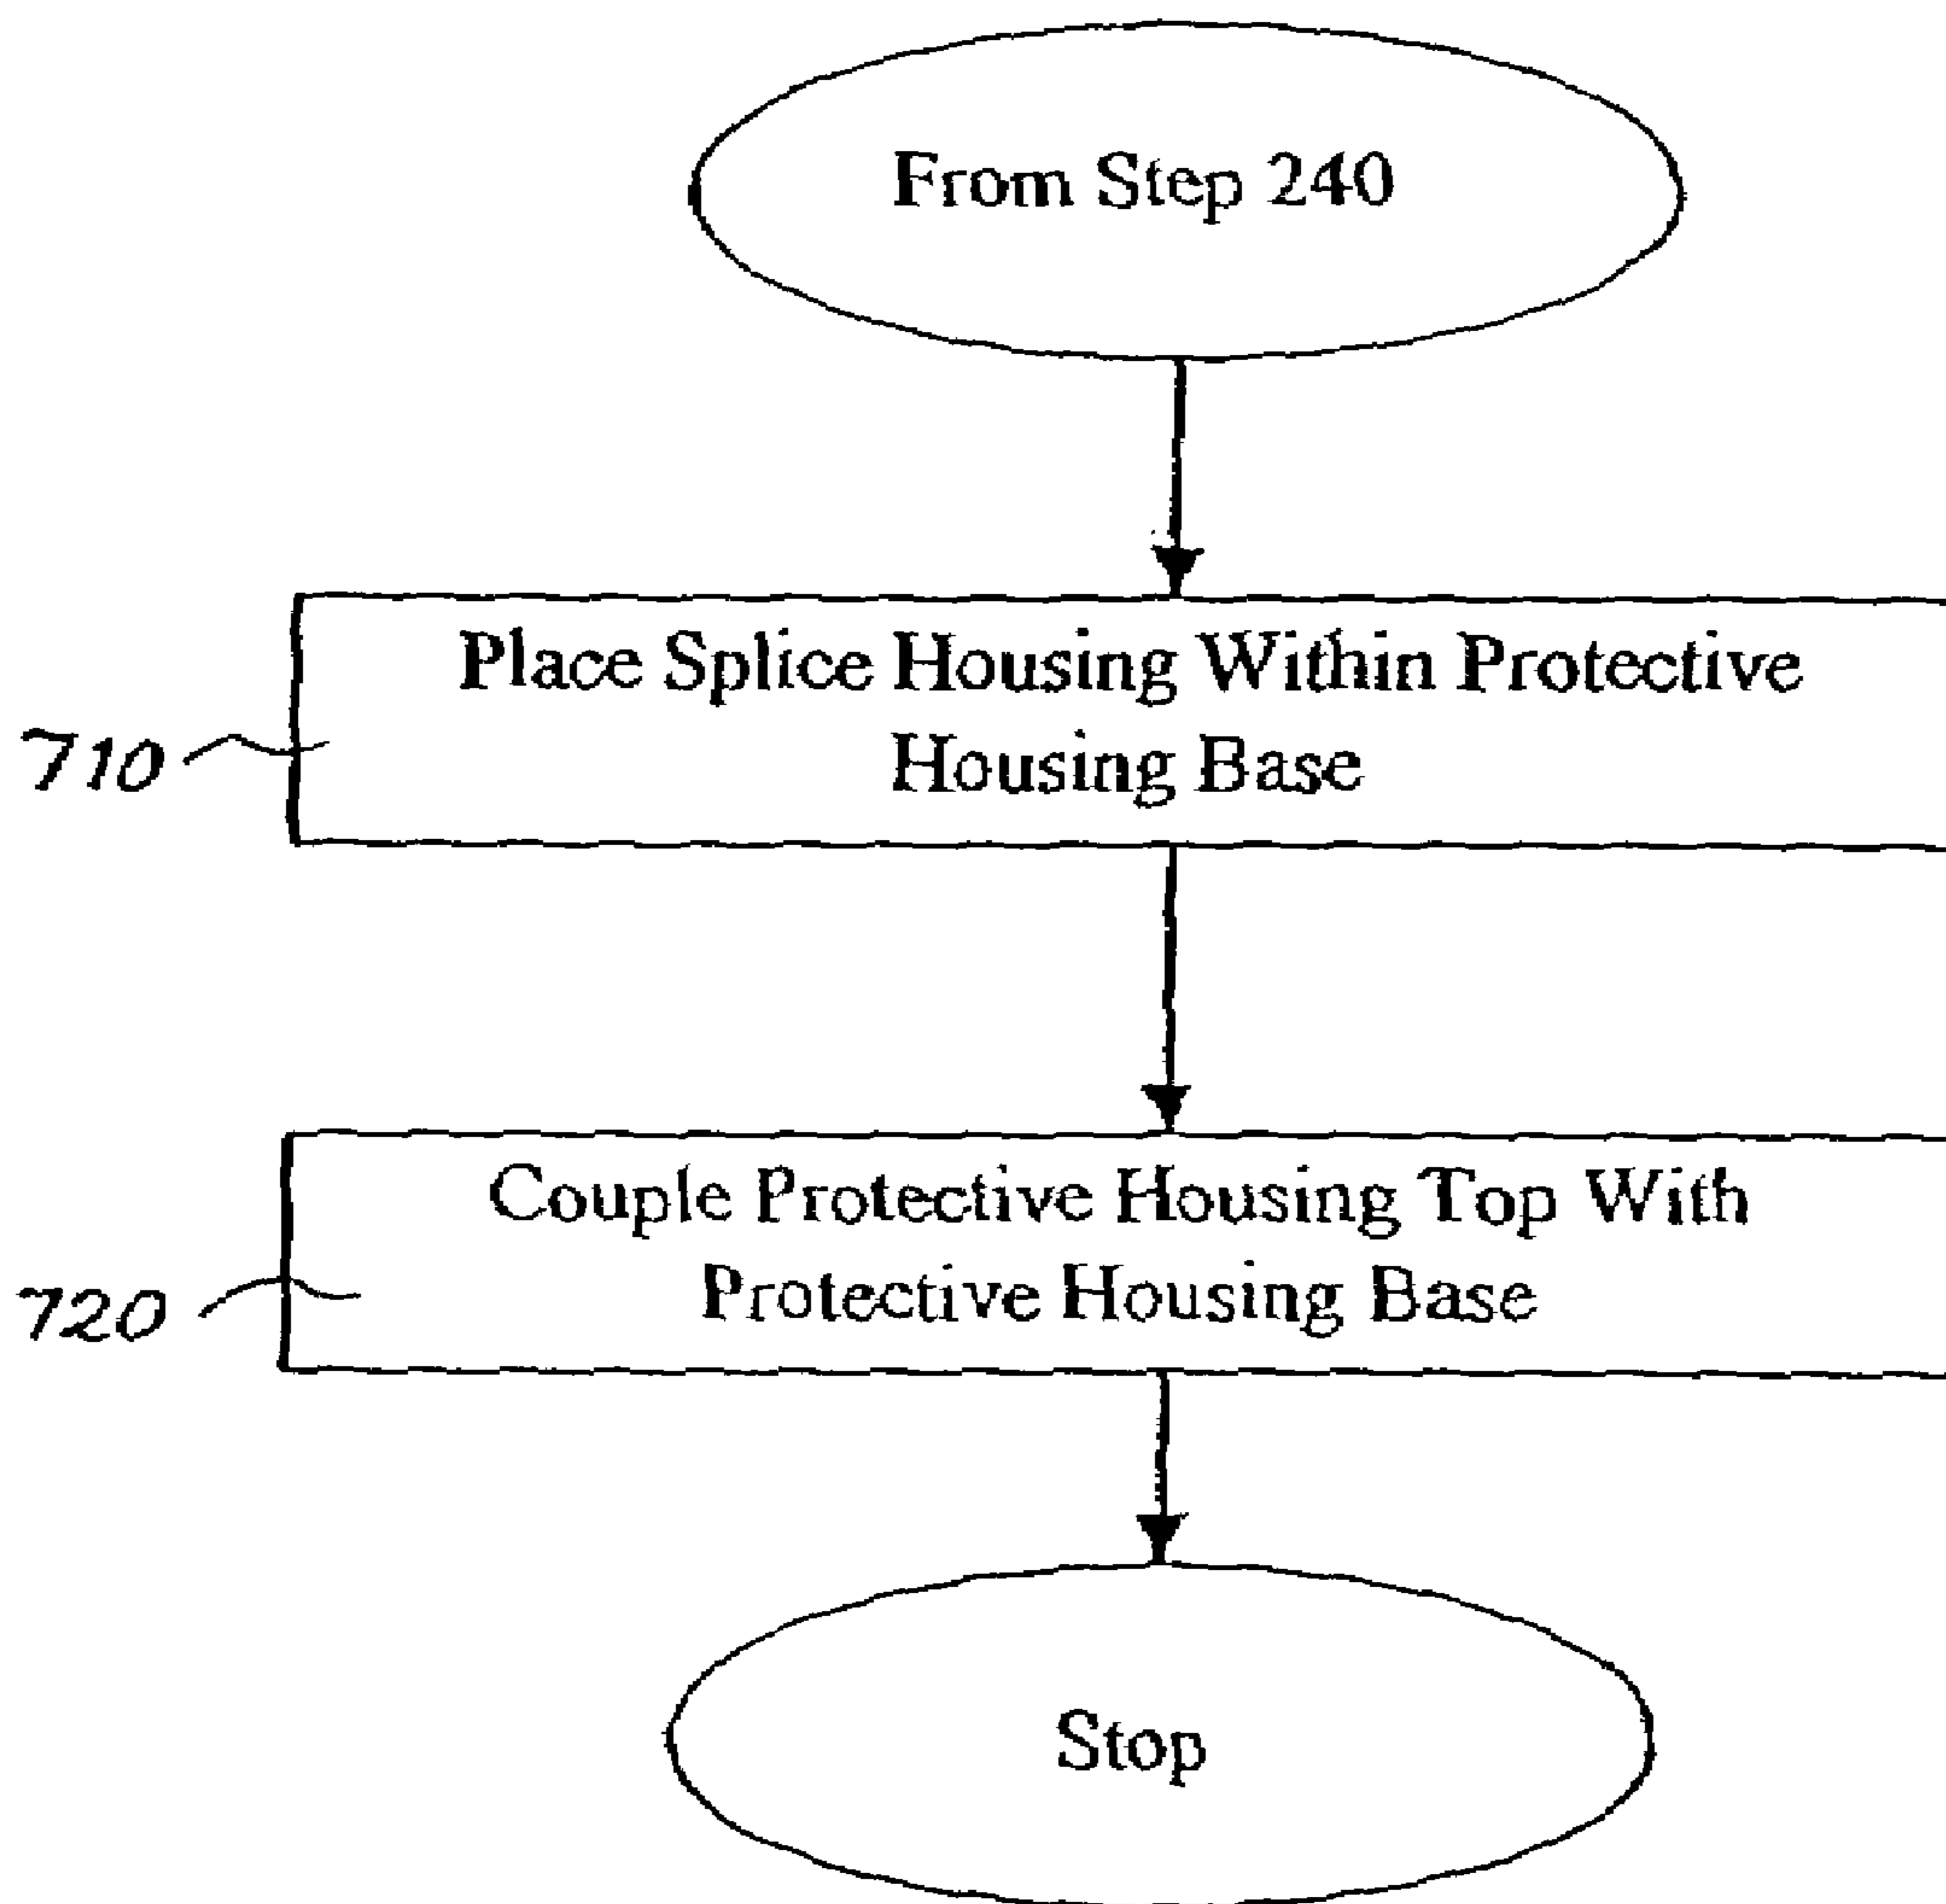 From Step 240
Place Splice Housing Within Protective
Housing Base
710
Couple Protective Housing Top With
Protective Housing Base
720
Stop